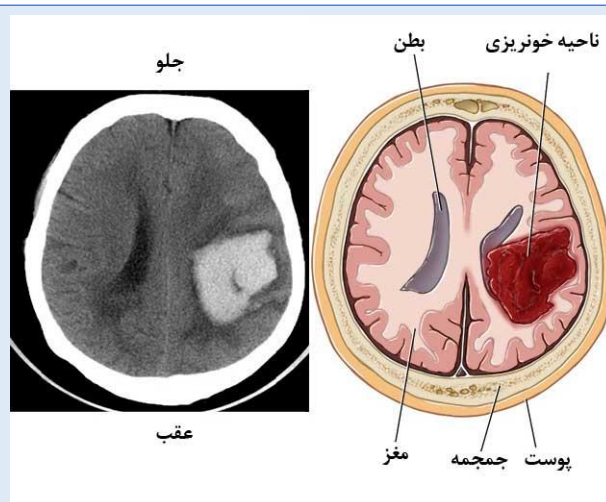 ناحیه خونریزی
بطن
جلو
عقب
پوست
جمجمه
مغز